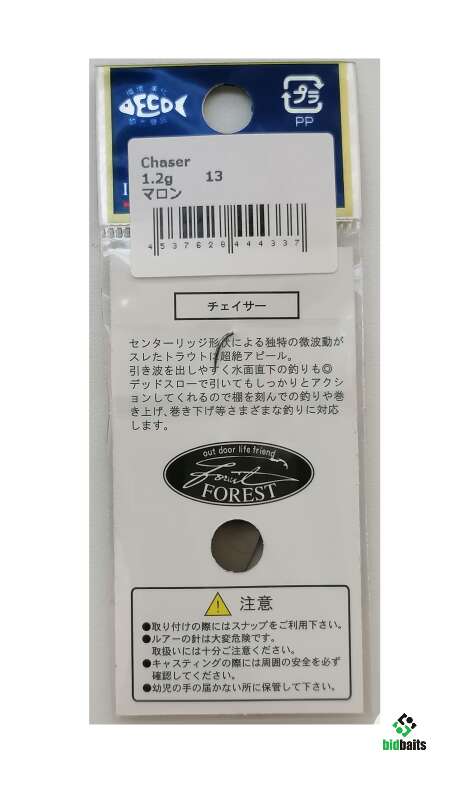 ECO
プラ
PP
Chaser
1.2g 13
マロン
4 537628 444337
チェイサー
センターリッジ形状による独特の微波動が
スレたトラウトに超絶アピール。
引き波を出しやすく水面直下の釣りも◎
デッドスローで引いてもしっかりとアクシ
ョンしてくれるので棚を刻んでの釣りや巻
き上げ、巻き下げ等さまざまな釣りに対応
します。
out door life friend
forest
FOREST
注意
●取り付けの際にはスナップをご利用下さい。
●ルアーの針は大変危険です。
取扱いには十分ご注意ください。
●キャスティングの際には周囲の安全を必ず
確認してください。
●幼児の手の届かない所に保管して下さい。
bidbaits